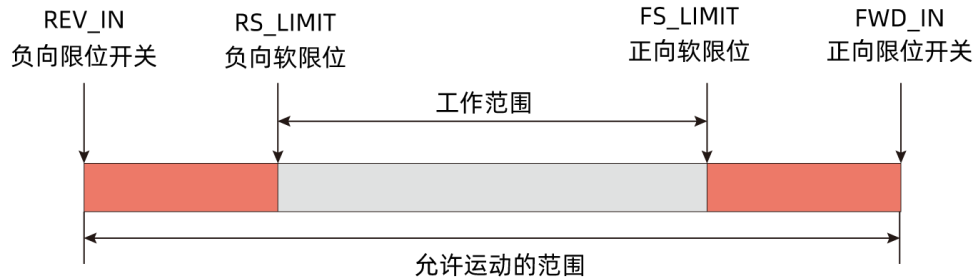 REV_IN
负向限位开关
RS_LIMIT
负向软限位
FS_LIMIT
正向软限位
FWD_IN
正向限位开关
工作范围
允许运动的范围